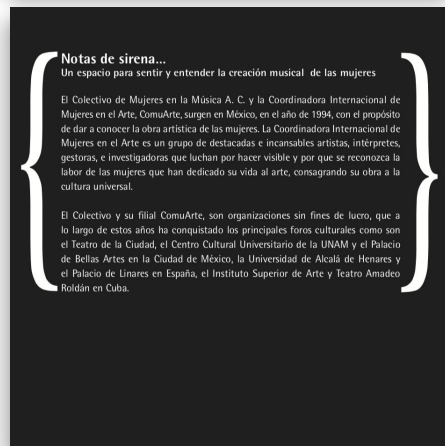 Notas de sirena...
Un espacio para sentir y entender la creación musical de las mujeres
El Colectivo de Mujeres en la Música A. C. y la Coordinadora Internacional de
Mujeres en el Arte, ComuArte, surgen en México, en el año de 1994, con el propósito
de dar a conocer la obra artística de las mujeres. La Coordinadora Internacional de
Mujeres en el Arte es un grupo de destacadas e incansables artistas, intérpretes,
gestoras, e investigadoras que luchan por hacer visible y por que se reconozca la
labor de las mujeres que han dedicado su vida al arte, consagrando su obra a la
cultura universal.
El Colectivo y su filial ComuArte, son organizaciones sin fines de lucro, que a
lo largo de estos años ha conquistado los principales foros culturales como son
el Teatro de la Ciudad, el Centro Cultural Universitario de la UNAM y el Palacio
de Bellas Artes en la Ciudad de México, la Universidad de Alcalá de Henares y
el Palacio de Linares en España, el Instituto Superior de Arte y Teatro Amadeo
Roldán en Cuba.